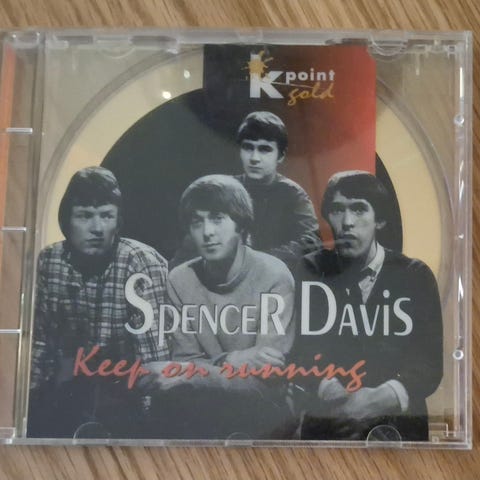 K point
gold
SPENCER DAViS
Keep on running